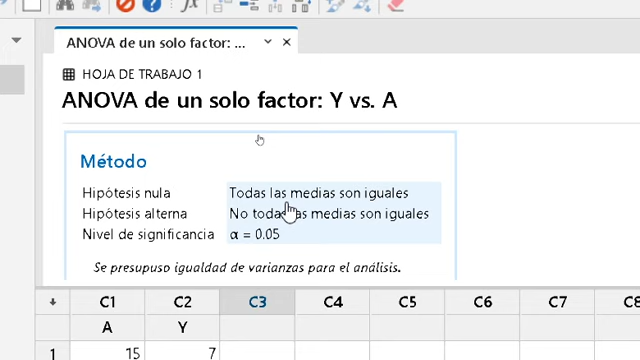 ANOVA de un solo factor: ...
HOJA DE TRABAJO 1
ANOVA de un solo factor: Y vs. A
Método
Hipótesis nula Todas las medias son iguales
Hipótesis alterna No todas las medias son iguales
Nivel de significancia α = 0.05
Se presupuso igualdad de varianzas para el análisis.
C1 C2 C3 C4 C5 C6 C7 C8
A Y
1 15 7